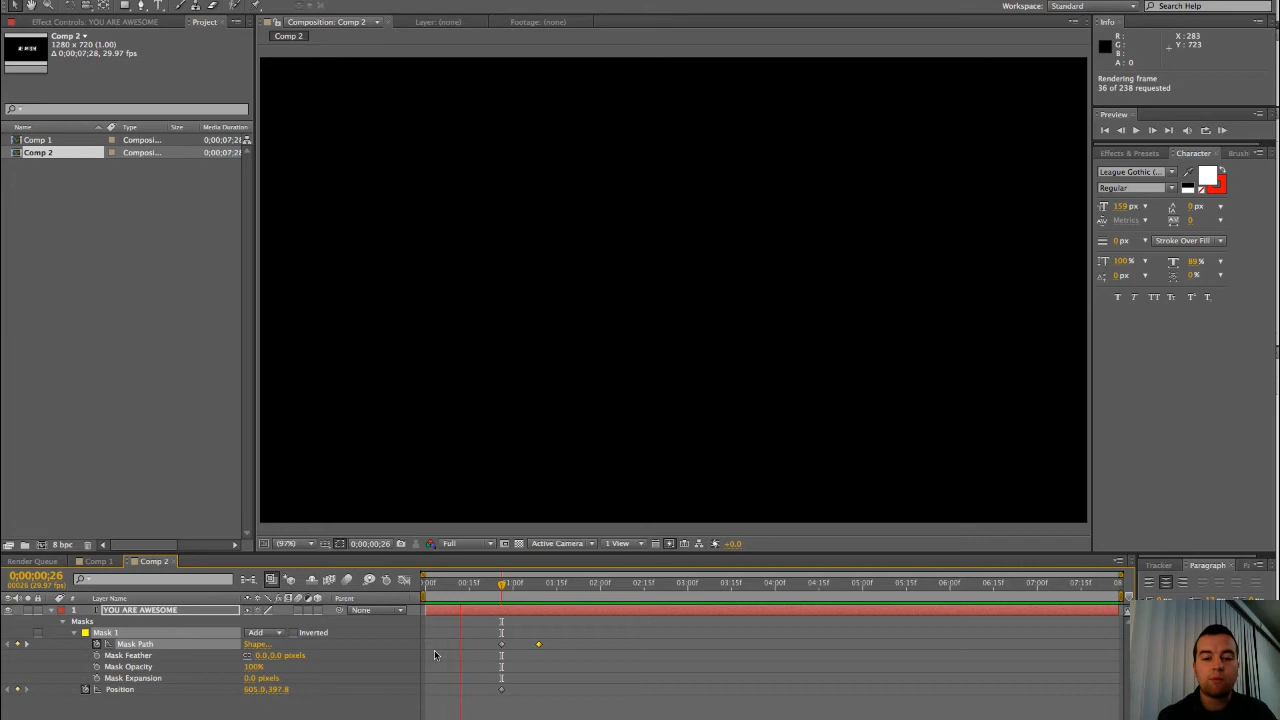 Workspace: Standard Search Help
Effect Controls: YOU ARE AWESOME Project Composition: Comp 2 Layer: (none) Footage: (none) Info
Comp 2
1280 x 720 (1.00)
Δ 0;00;07;28, 29.97 fps
Comp 2
R :
G :
B :
A : 0
X : 283
Y : 723
Rendering frame
36 of 238 requested
Preview
Name Type Size Media Duration
Comp 1 Composi... 0;00;07;28
Comp 2 Composi... 0;00;07;28
Effects & Presets Character Brush
League Gothic (...
Regular
159 px 0 px
Metrics 0
0 px Stroke Over Fill
100% 89%
0 px 0%
T T TT Tr T¹ T,
8 bpc (97%) 0;00;00;26 Full Active Camera 1 View +0.0
Render Queue Comp 1 Comp 2
Tracker Paragraph
0;00;00;26
00026 (29.97 fps)
00:15f 01:00f 01:15f 02:00f 02:15f 03:00f 03:15f 04:00f 04:15f 05:00f 05:15f 06:00f 06:15f 07:00f 07:15f 08
# Layer Name Parent
1 T YOU ARE AWESOME None
Masks
Mask 1 Add Inverted
Mask Path Shape...
Mask Feather 0.0,0.0 pixels
Mask Opacity 100%
Mask Expansion 0.0 pixels
Position 605.0,397.8